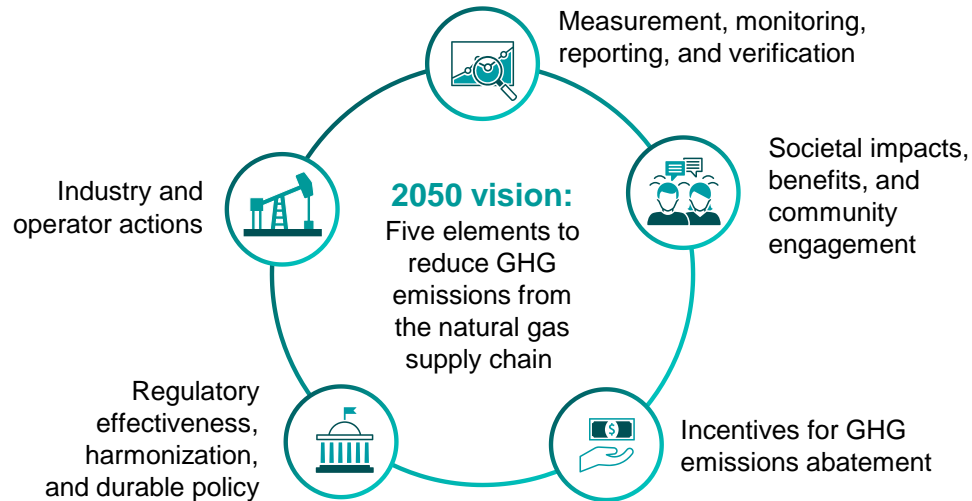 Measurement, monitoring,
reporting, and verification
Societal impacts,
benefits, and
community
engagement
Industry and
operator actions
2050 vision:
Five elements to
reduce GHG
emissions from
the natural gas
supply chain
Regulatory
effectiveness,
harmonization,
and durable policy
$
Incentives for GHG
emissions abatement